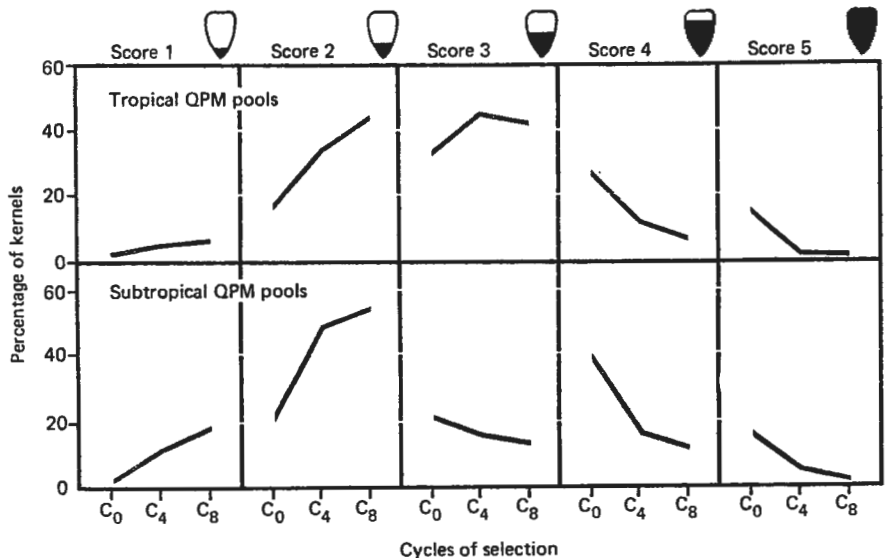 Score 1 Score 2 Score 3 Score 4 Score 5
60
Tropical QPM pools
40
20
0
Percentage of kernels
60
Subtropical QPM pools
40
20
0
C0 C4 C8 C0 C4 C8 C0 C4 C8 C0 C4 C8 C0 C4 C8
Cycles of selection